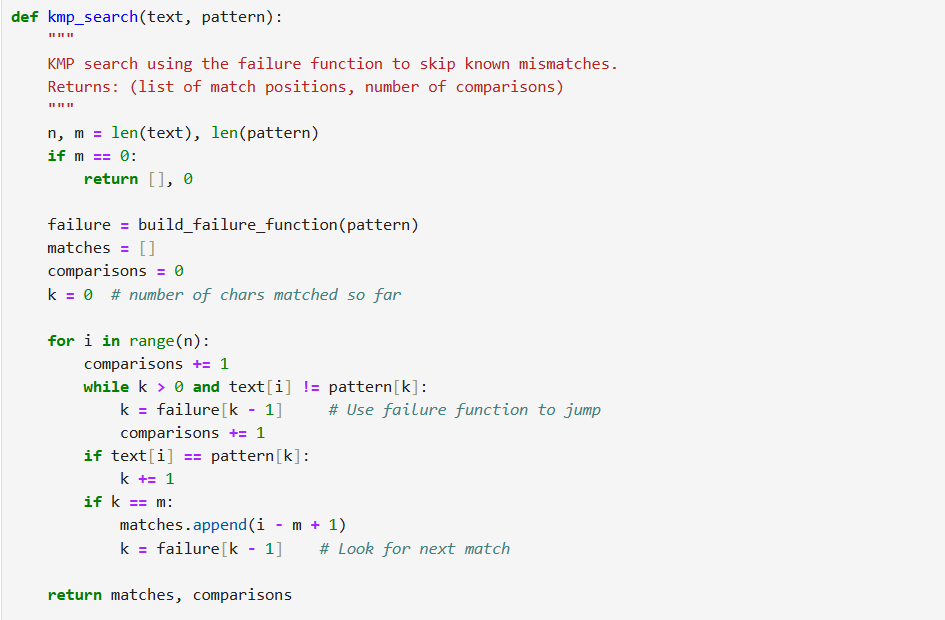 def kmp_search(text, pattern):
    """
    KMP search using the failure function to skip known mismatches.
    Returns: (list of match positions, number of comparisons)
    """
    n, m = len(text), len(pattern)
    if m == 0:
        return [], 0

    failure = build_failure_function(pattern)
    matches = []
    comparisons = 0
    k = 0  # number of chars matched so far

    for i in range(n):
        comparisons += 1
        while k > 0 and text[i] != pattern[k]:
            k = failure[k - 1]     # Use failure function to jump
            comparisons += 1
        if text[i] == pattern[k]:
            k += 1
        if k == m:
            matches.append(i - m + 1)
            k = failure[k - 1]    # Look for next match

    return matches, comparisons